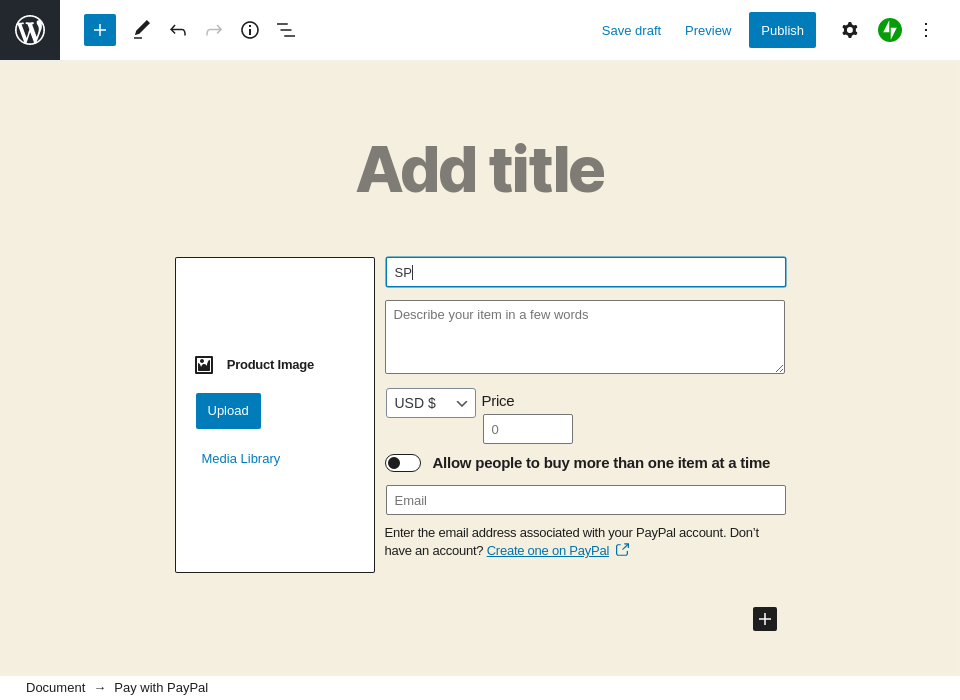 Save draft
Preview
Publish
Add title
SP
Describe your item in a few words
Product Image
Upload
Media Library
USD $
Price
0
Allow people to buy more than one item at a time
Email
Enter the email address associated with your PayPal account. Don’t
have an account? Create one on PayPal
Document → Pay with PayPal